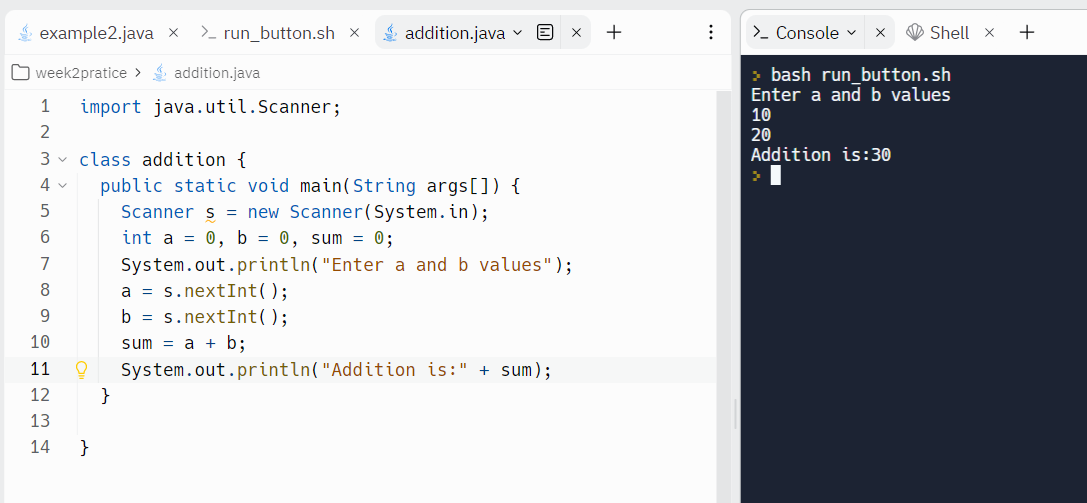 example2.java
run_button.sh
addition.java
week2pratice > addition.java
1 import java.util.Scanner;
2
3 class addition {
4 public static void main(String args[]) {
5 Scanner s = new Scanner(System.in);
6 int a = 0, b = 0, sum = 0;
7 System.out.println("Enter a and b values");
8 a = s.nextInt();
9 b = s.nextInt();
10 sum = a + b;
11 System.out.println("Addition is:" + sum);
12 }
13
14 }
Console
Shell
> bash run_button.sh
Enter a and b values
10
20
Addition is:30
>